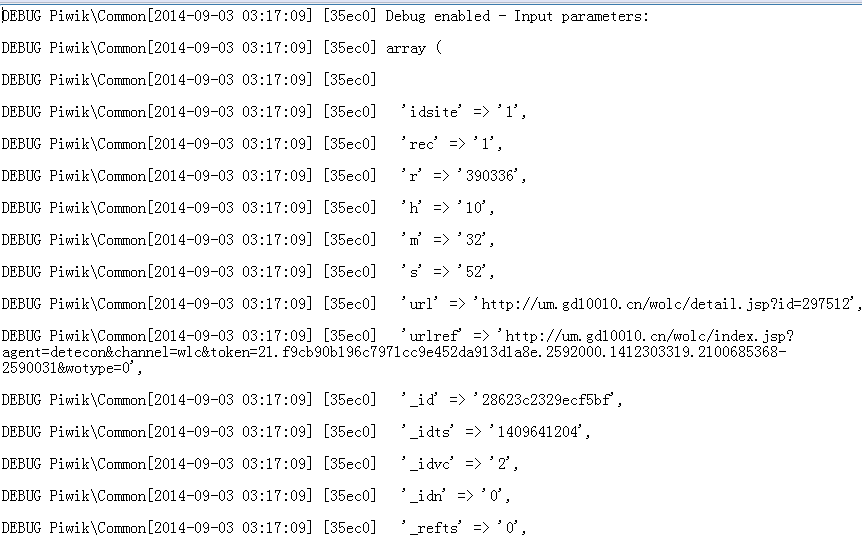 DEBUG Piwik\Common[2014-09-03 03:17:09] [35ec0] Debug enabled - Input parameters:
DEBUG Piwik\Common[2014-09-03 03:17:09] [35ec0] array (
DEBUG Piwik\Common[2014-09-03 03:17:09] [35ec0]
DEBUG Piwik\Common[2014-09-03 03:17:09] [35ec0]   'idsite' => '1',
DEBUG Piwik\Common[2014-09-03 03:17:09] [35ec0]   'rec' => '1',
DEBUG Piwik\Common[2014-09-03 03:17:09] [35ec0]   'r' => '390336',
DEBUG Piwik\Common[2014-09-03 03:17:09] [35ec0]   'h' => '10',
DEBUG Piwik\Common[2014-09-03 03:17:09] [35ec0]   'm' => '32',
DEBUG Piwik\Common[2014-09-03 03:17:09] [35ec0]   's' => '52',
DEBUG Piwik\Common[2014-09-03 03:17:09] [35ec0]   'url' => 'http://um.gd10010.cn/wolc/detail.jsp?id=297512',
DEBUG Piwik\Common[2014-09-03 03:17:09] [35ec0]   'urlref' => 'http://um.gd10010.cn/wolc/index.jsp?
agent=detecon&channel=wlc&token=21.f9cb90b196c7971cc9e452da913d1a8e.2592000.1412303319.2100685368-
2590031&wotype=0',
DEBUG Piwik\Common[2014-09-03 03:17:09] [35ec0]   '_id' => '28623c2329ecf5bf',
DEBUG Piwik\Common[2014-09-03 03:17:09] [35ec0]   '_idts' => '1409641204',
DEBUG Piwik\Common[2014-09-03 03:17:09] [35ec0]   '_idvc' => '2',
DEBUG Piwik\Common[2014-09-03 03:17:09] [35ec0]   '_idn' => '0',
DEBUG Piwik\Common[2014-09-03 03:17:09] [35ec0]   '_refts' => '0',